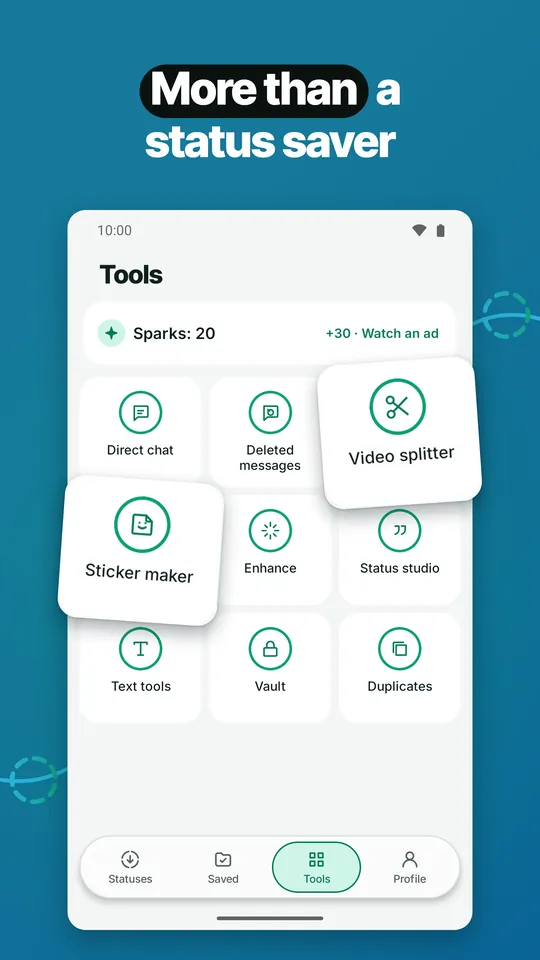 More than a
status saver
10:00
Tools
Sparks: 20
+30 · Watch an ad
Direct chat
Deleted
messages
Video splitter
Sticker maker
Enhance
Status studio
Text tools
Vault
Duplicates
Statuses
Saved
Tools
Profile